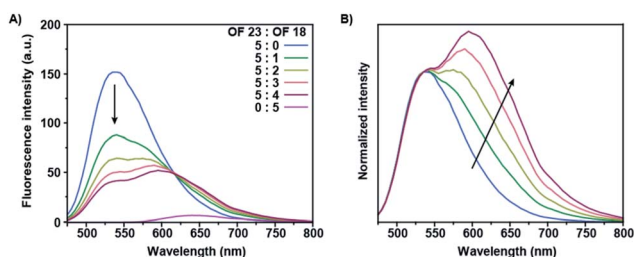 A)
Fluorescence intensity (a.u.)
200
150
100
50
0
500 550 600 650 700 750 800
Wavelength (nm)
OF 23 : OF 18
5 : 0
5 : 1
5 : 2
5 : 3
5 : 4
0 : 5
B)
Normalized intensity
500 550 600 650 700 750 800
Wavelength (nm)